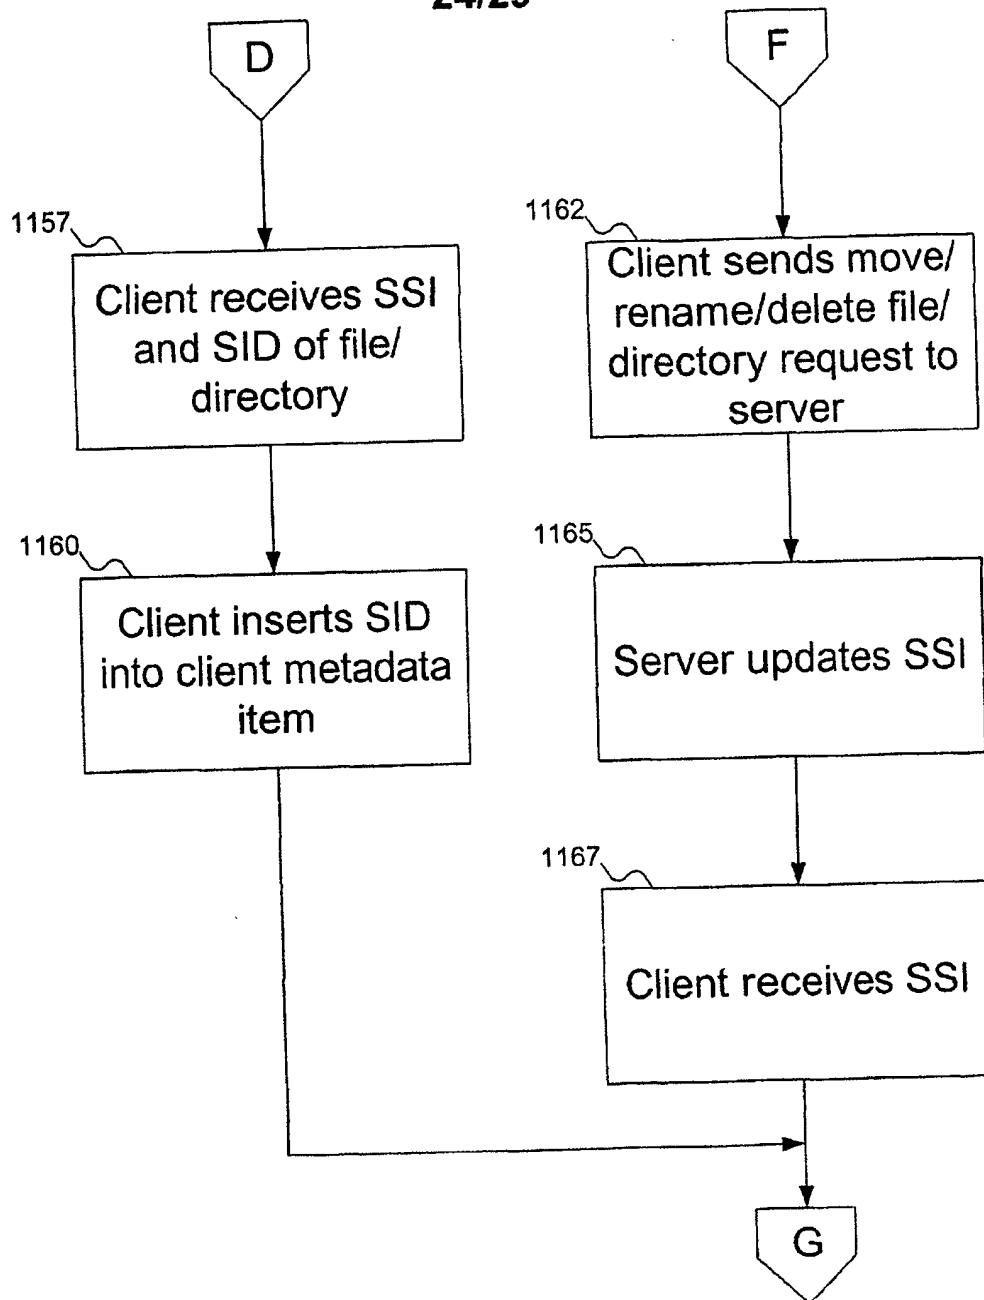 D
F
1157
Client receives SSI
and SID of file/
directory
1162
Client sends move/
rename/delete file/
directory request to
server
1160
Client inserts SID
into client metadata
item
1165
Server updates SSI
1167
Client receives SSI
G